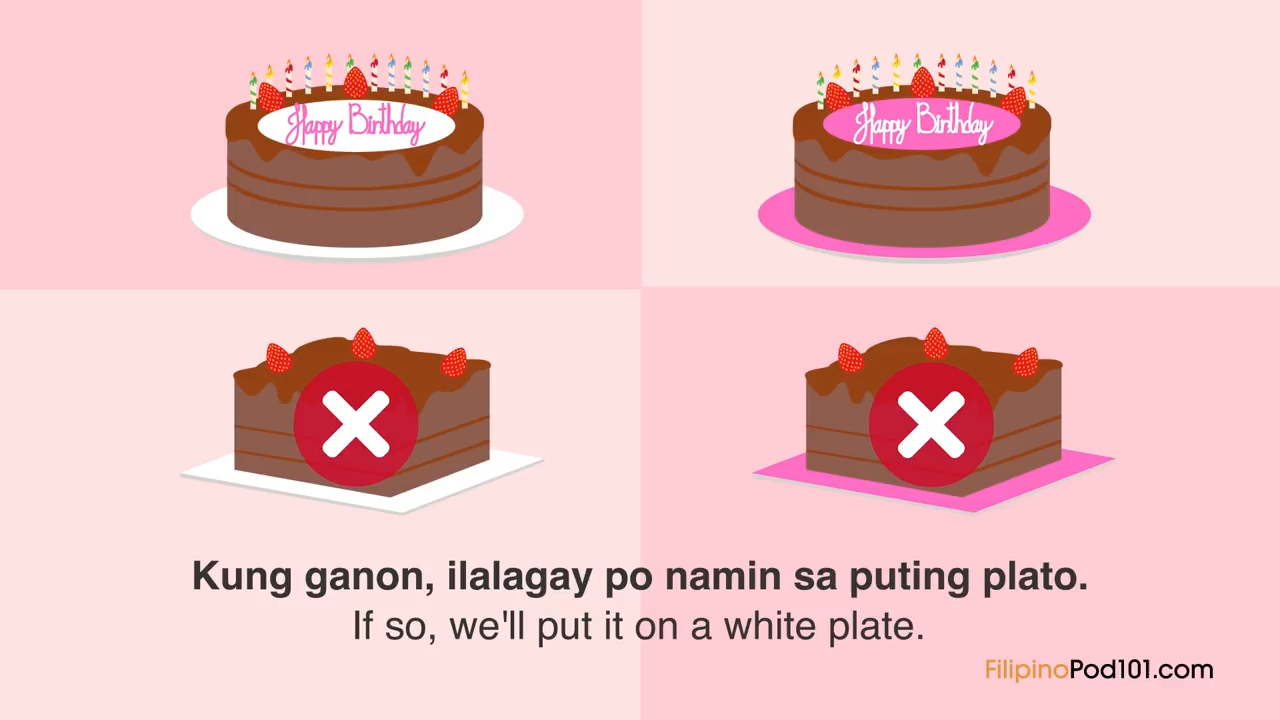 Happy Birthday
Happy Birthday
Kung ganon, ilalagay po namin sa puting plato.
If so, we'll put it on a white plate.
FilipinoPod101.com